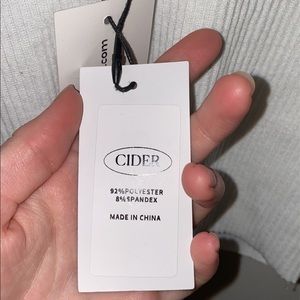 .com
CIDER
92%POLYESTER
8%SPANDEX
MADE IN CHINA